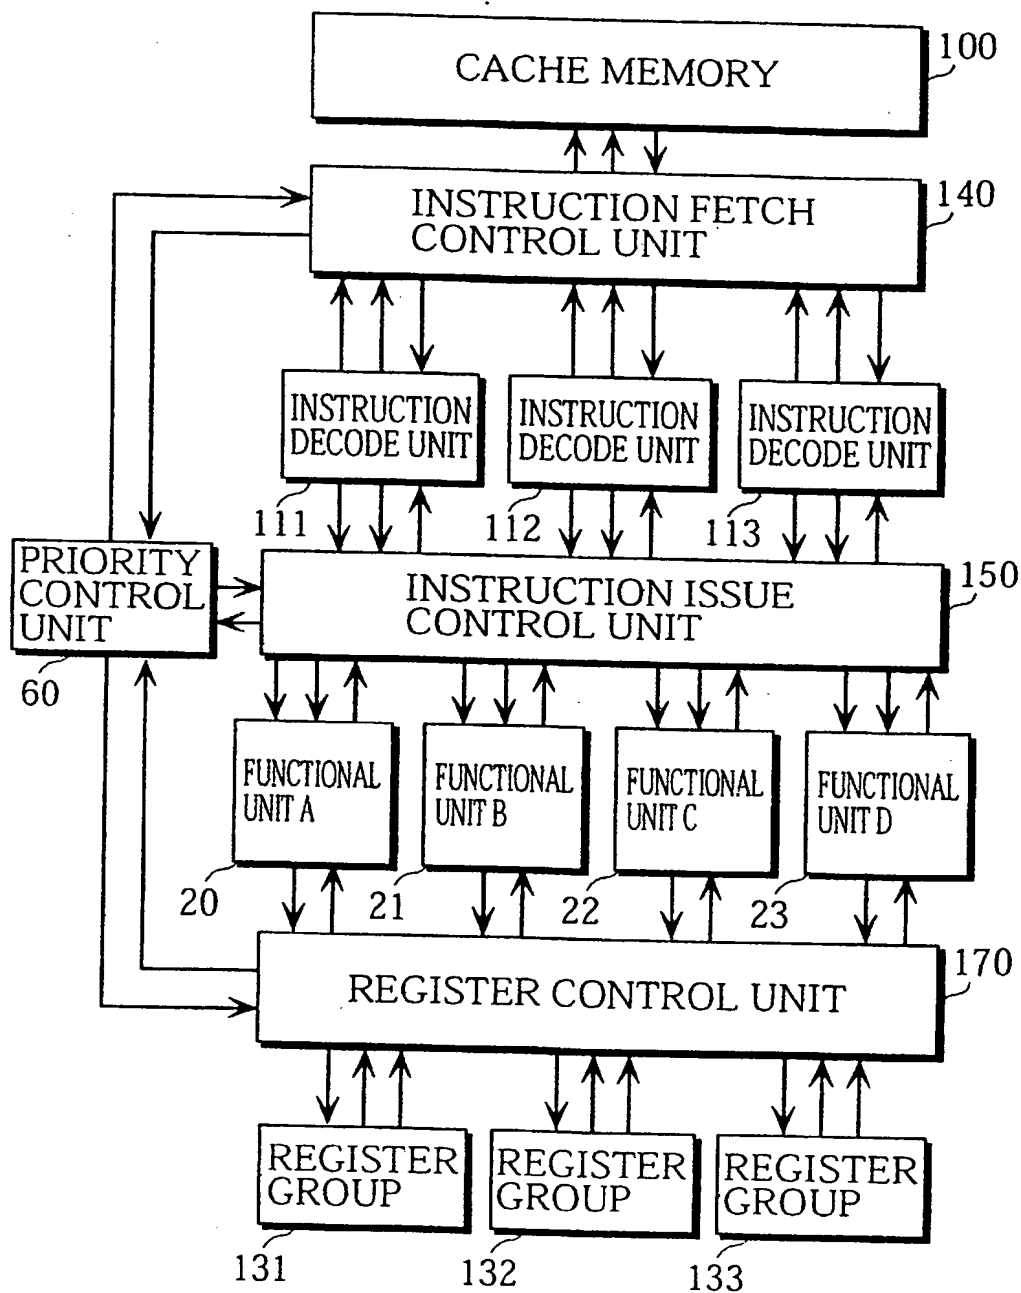 CACHE MEMORY
100
INSTRUCTION FETCH
CONTROL UNIT
140
INSTRUCTION
DECODE UNIT
111
INSTRUCTION
DECODE UNIT
112
INSTRUCTION
DECODE UNIT
113
PRIORITY
CONTROL
UNIT
60
INSTRUCTION ISSUE
CONTROL UNIT
150
FUNCTIONAL
UNIT A
20
FUNCTIONAL
UNIT B
21
FUNCTIONAL
UNIT C
22
FUNCTIONAL
UNIT D
23
REGISTER CONTROL UNIT
170
REGISTER
GROUP
131
REGISTER
GROUP
132
REGISTER
GROUP
133